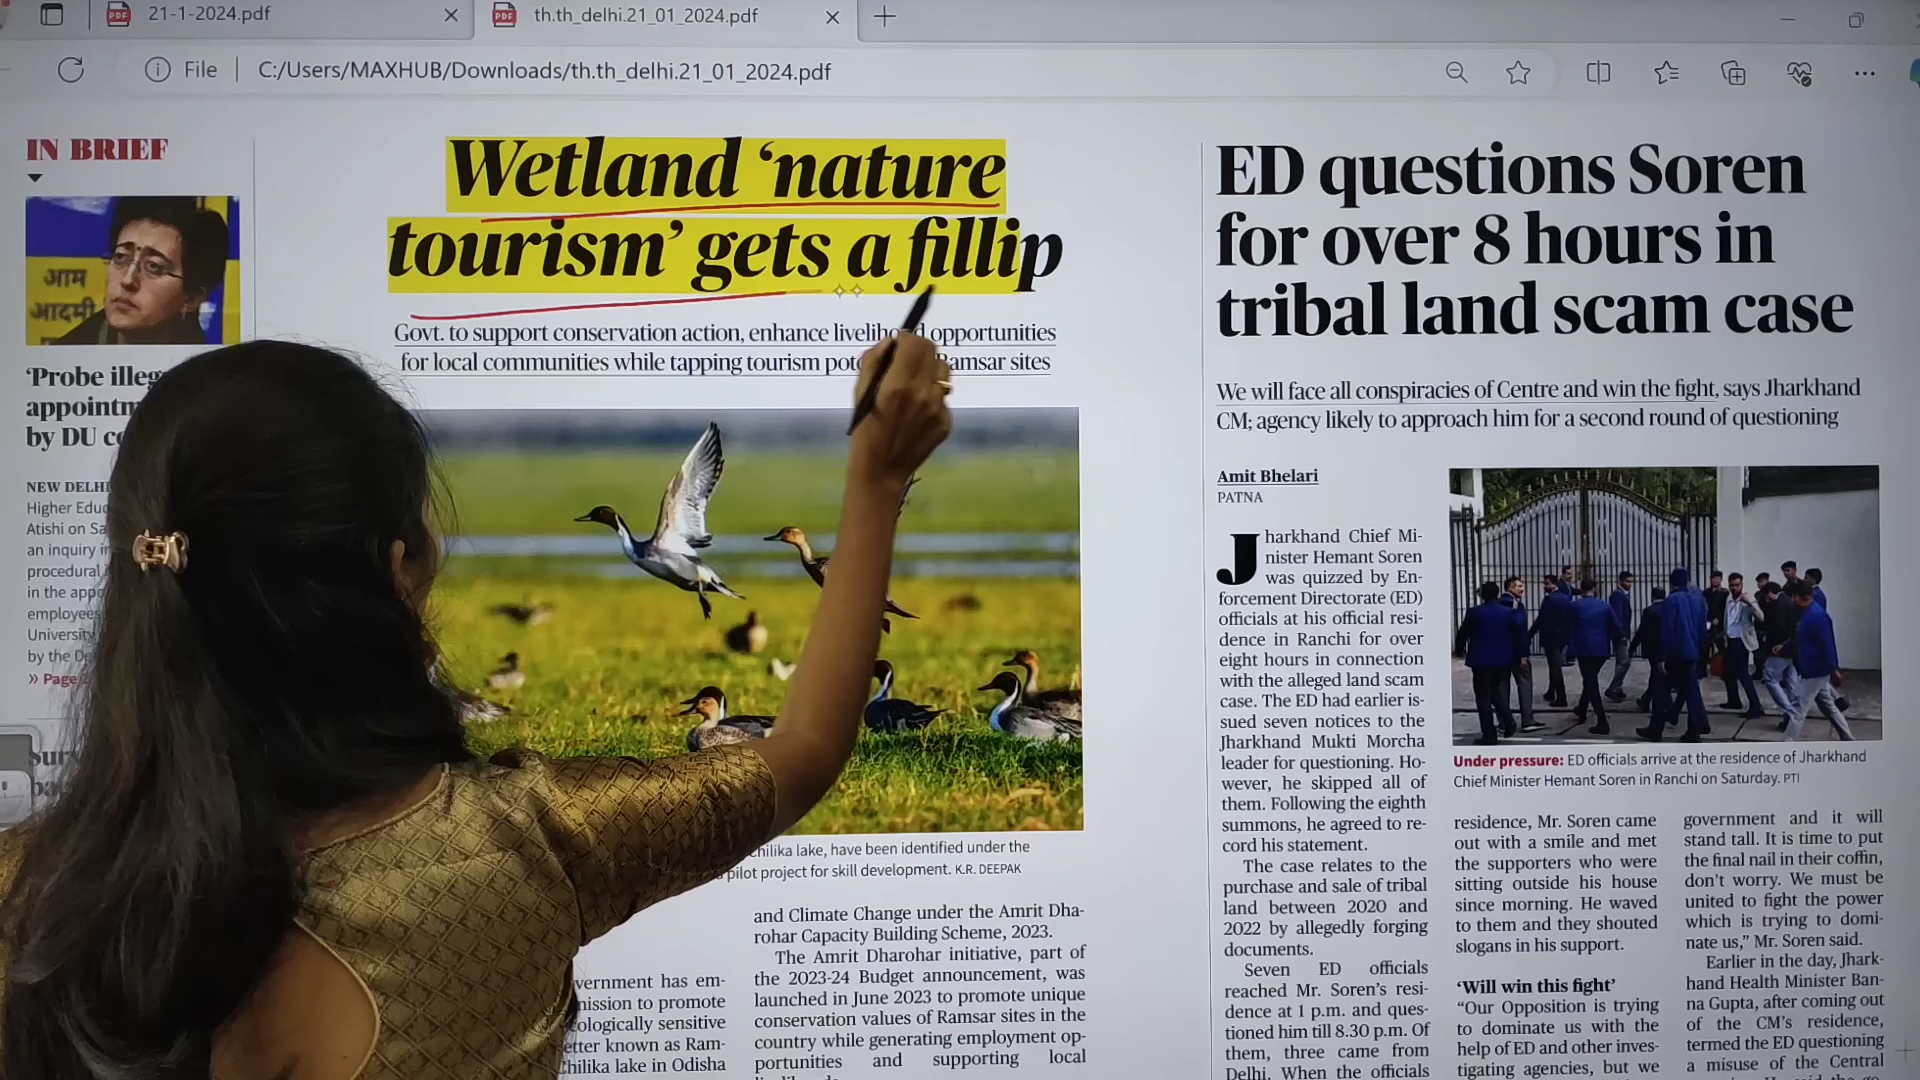 21-1-2024.pdf
th.th_delhi.21_01_2024.pdf
File
C:/Users/MAXHUB/Downloads/th.th_delhi.21_01_2024.pdf
IN BRIEF
आम
आदमी
‘Probe illeg
appointm
by DU co
NEW DELHI
Higher Educ
Atishi on Sa
an inquiry in
procedural
in the appo
employees
University
by the De
» Page
Wetland ‘nature
tourism’ gets a fillip
Govt. to support conservation action, enhance livelihood opportunities
for local communities while tapping tourism pote Ramsar sites
hilika lake, have been identified under the
pilot project for skill development. K.R. DEEPAK
vernment has em-
mission to promote
cologically sensitive
etter known as Ram-
Chilika lake in Odisha
and Climate Change under the Amrit Dha-
rohar Capacity Building Scheme, 2023.
The Amrit Dharohar initiative, part of
the 2023-24 Budget announcement, was
launched in June 2023 to promote unique
conservation values of Ramsar sites in the
country while generating employment op-
portunities and supporting local
ED questions Soren
for over 8 hours in
tribal land scam case
We will face all conspiracies of Centre and win the fight, says Jharkhand
CM; agency likely to approach him for a second round of questioning
Amit Bhelari
PATNA
Jharkhand Chief Mi-
nister Hemant Soren
was quizzed by En-
forcement Directorate (ED)
officials at his official resi-
dence in Ranchi for over
eight hours in connection
with the alleged land scam
case. The ED had earlier is-
sued seven notices to the
Jharkhand Mukti Morcha
leader for questioning. Ho-
wever, he skipped all of
them. Following the eighth
summons, he agreed to re-
cord his statement.
The case relates to the
purchase and sale of tribal
land between 2020 and
2022 by allegedly forging
documents.
Seven ED officials
reached Mr. Soren’s resi-
dence at 1 p.m. and ques-
tioned him till 8.30 p.m. Of
them, three came from
Delhi. When the officials
Under pressure: ED officials arrive at the residence of Jharkhand
Chief Minister Hemant Soren in Ranchi on Saturday. PTI
residence, Mr. Soren came
out with a smile and met
the supporters who were
sitting outside his house
since morning. He waved
to them and they shouted
slogans in his support.
‘Will win this fight’
“Our Opposition is trying
to dominate us with the
help of ED and other inves-
tigating agencies, but we
government and it will
stand tall. It is time to put
the final nail in their coffin,
don’t worry. We must be
united to fight the power
which is trying to domi-
nate us,” Mr. Soren said.
Earlier in the day, Jhark-
hand Health Minister Ban-
na Gupta, after coming out
of the CM’s residence,
termed the ED questioning
a misuse of the Central